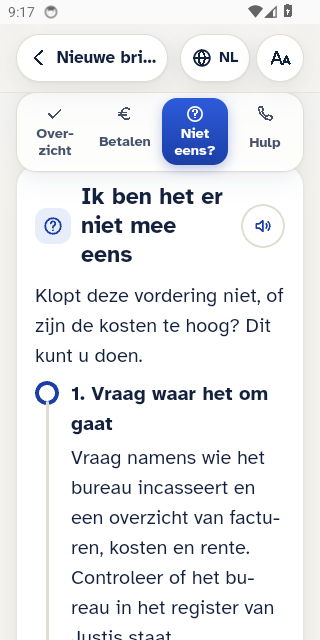 9:17
Nieuwe bri...
NL
AA
Over-
zicht
Betalen
Niet
eens?
Hulp
Ik ben het er
niet mee
eens
Klopt deze vordering niet, of
zijn de kosten te hoog? Dit
kunt u doen.
1. Vraag waar het om
gaat
Vraag namens wie het
bureau incasseert en
een overzicht van factu-
ren, kosten en rente.
Controleer of het bu-
reau in het register van
Justis staat.